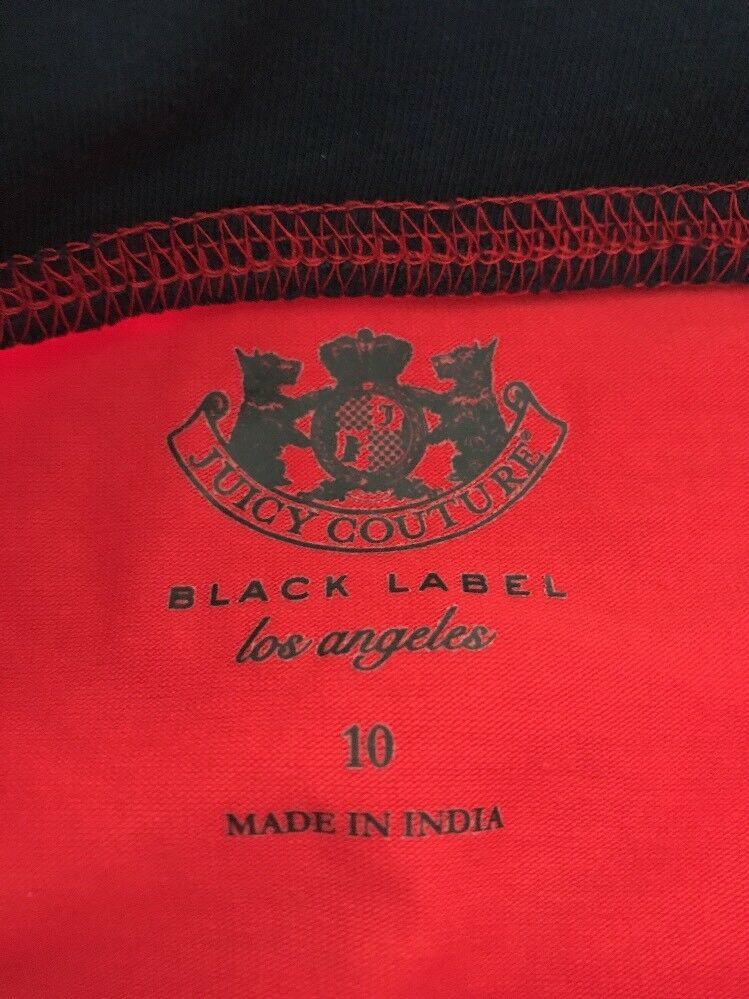 J
JUICY COUTURE®
BLACK LABEL
los angeles
10
MADE IN INDIA